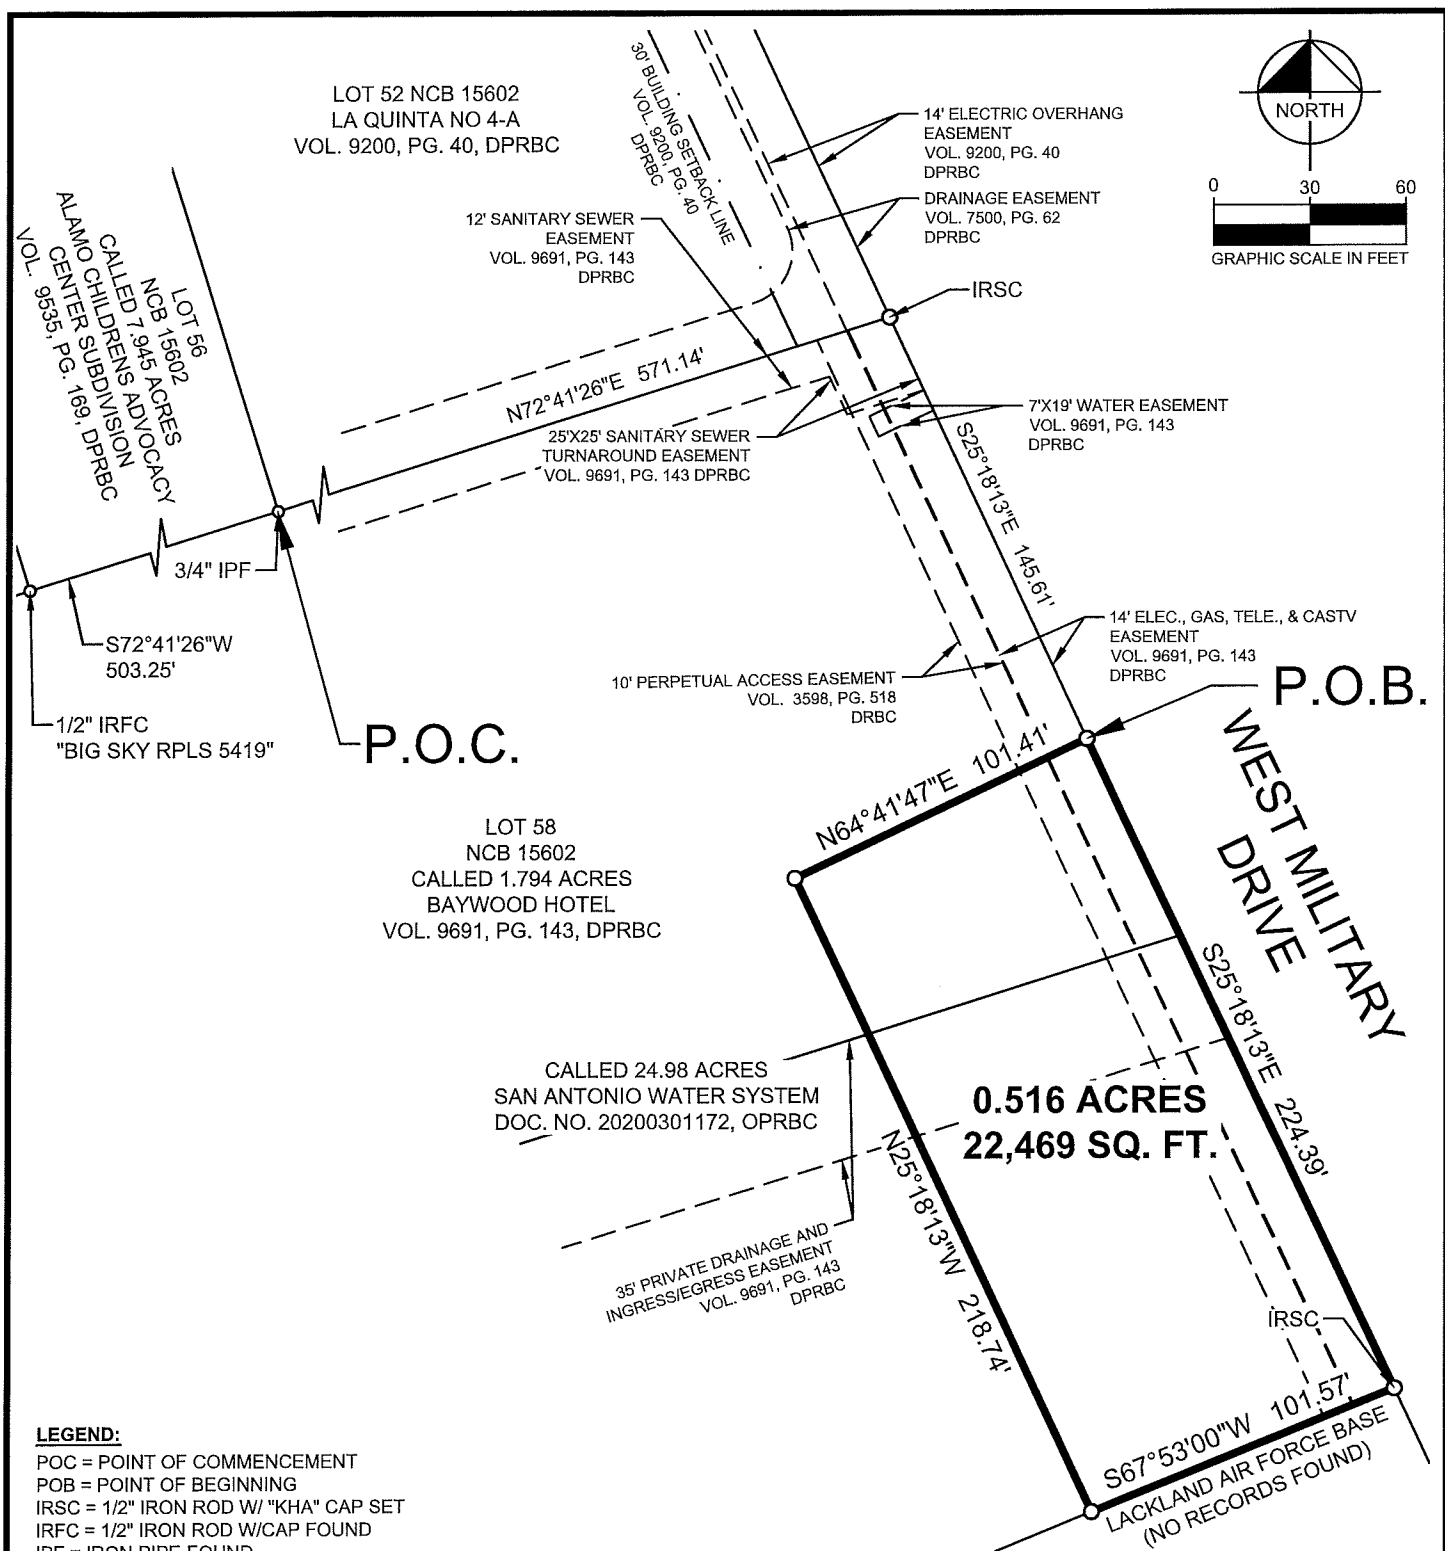 LOT 52 NCB 15602
LA QUINTA NO 4-A
VOL. 9200, PG. 40, DPRBC
30' BUILDING SETBACK LINE
VOL. 9200, PG. 40
DPRBC
14' ELECTRIC OVERHANG
EASEMENT
VOL. 9200, PG. 40
DPRBC
DRAINAGE EASEMENT
VOL. 7500, PG. 62
DPRBC
NORTH
0 30 60
GRAPHIC SCALE IN FEET
12' SANITARY SEWER
EASEMENT
VOL. 9691, PG. 143
DPRBC
LOT 56
NCB 15602
CALLED 7.945 ACRES
ALAMO CHILDRENS ADVOCACY
CENTER SUBDIVISION
VOL. 9535, PG. 169, DPRBC
IRSC
N72°41'26"E 571.14'
25'X25' SANITARY SEWER
TURNAROUND EASEMENT
VOL. 9691, PG. 143 DPRBC
7'X19' WATER EASEMENT
VOL. 9691, PG. 143
DPRBC
S25°18'13"E 145.61'
3/4" IPF
S72°41'26"W
503.25'
1/2" IRFC
"BIG SKY RPLS 5419"
P.O.C.
14' ELEC., GAS, TELE., & CASTV
EASEMENT
VOL. 9691, PG. 143
DPRBC
10' PERPETUAL ACCESS EASEMENT
VOL. 3598, PG. 518
DRBC
P.O.B.
WEST MILITARY
DRIVE
N64°41'47"E 101.41'
LOT 58
NCB 15602
CALLED 1.794 ACRES
BAYWOOD HOTEL
VOL. 9691, PG. 143, DPRBC
S25°18'13"E 224.39'
CALLED 24.98 ACRES
SAN ANTONIO WATER SYSTEM
DOC. NO. 20200301172, OPRBC
0.516 ACRES
22,469 SQ. FT.
N25°18'13"W 218.74'
35' PRIVATE DRAINAGE AND
INGRESS/EGRESS EASEMENT
VOL. 9691, PG. 143
DPRBC
IRSC
S67°53'00"W 101.57'
LACKLAND AIR FORCE BASE
(NO RECORDS FOUND)
LEGEND:
POC = POINT OF COMMENCEMENT
POB = POINT OF BEGINNING
IRSC = 1/2" IRON ROD W/ "KHA" CAP SET
IRFC = 1/2" IRON ROD W/CAP FOUND
IPF = IRON PIPE FOUND